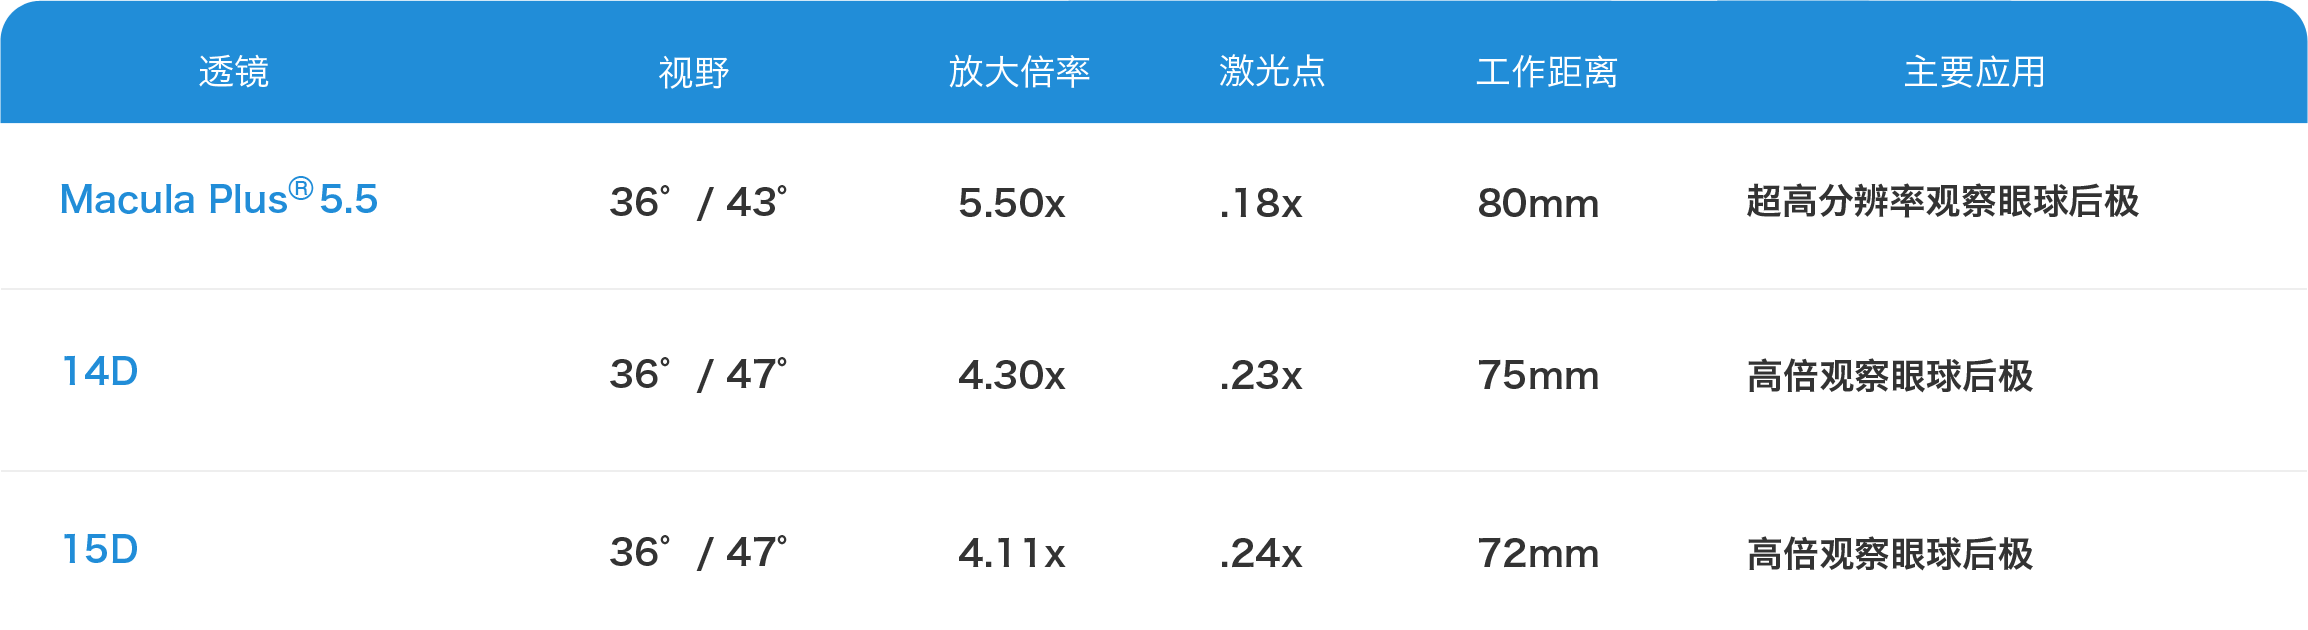 透镜 视野 放大倍率 激光点 工作距离 主要应用
Macula Plus® 5.5 36° / 43° 5.50x .18x 80mm 超高分辨率观察眼球后极
14D 36° / 47° 4.30x .23x 75mm 高倍观察眼球后极
15D 36° / 47° 4.11x .24x 72mm 高倍观察眼球后极